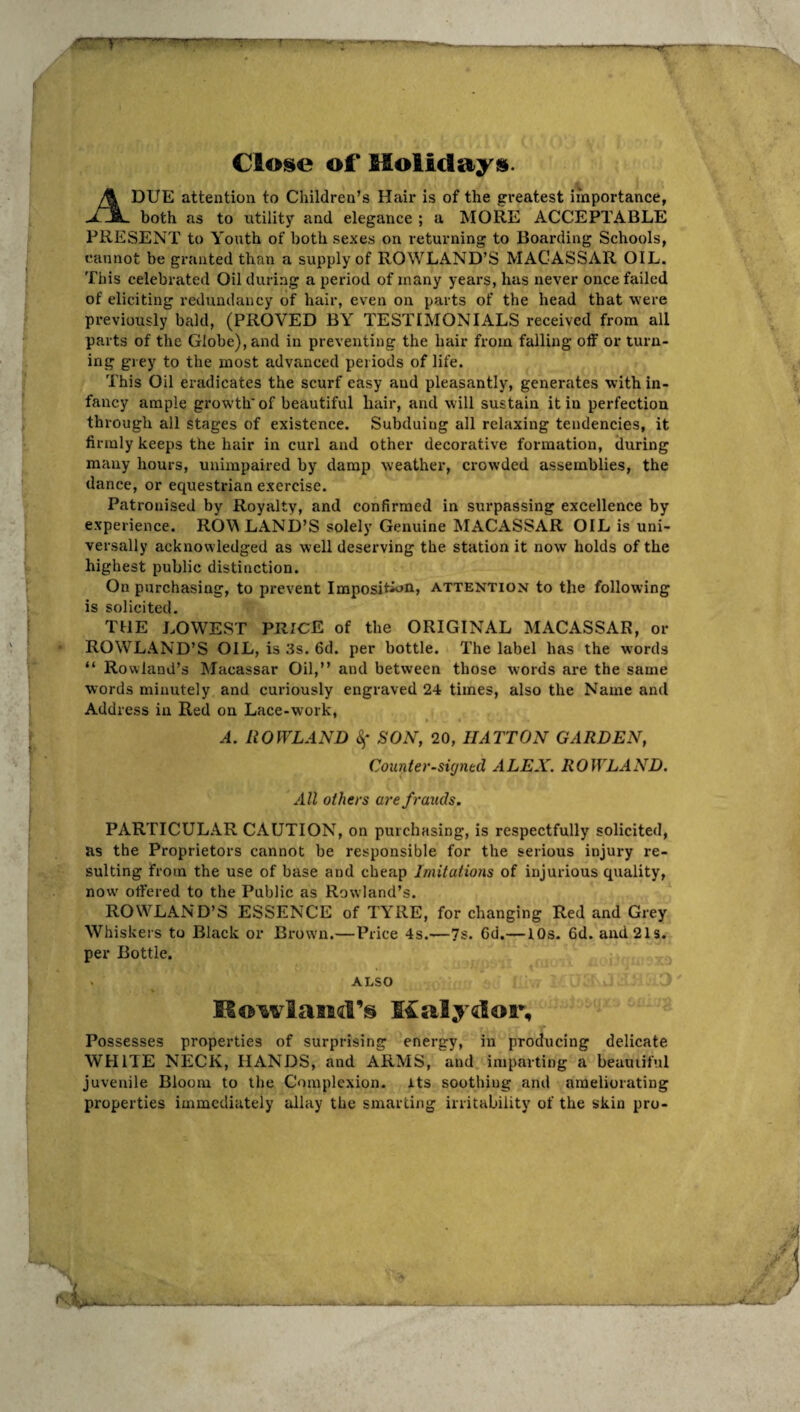 Close of Holidays.
A DUE attention to Children's Hair is of the greatest importance,
both as to utility and elegance ; a MORE ACCEPTABLE
PRESENT to Youth of both sexes on returning to Boarding Schools,
cannot be granted than a supply of ROWLAND'S MACASSAR OIL.
This celebrated Oil during a period of many years, has never once failed
of eliciting redundancy of hair, even on parts of the head that were
previously bald, (PROVED BY TESTIMONIALS received from all
parts of the Globe), and in preventing the hair from falling off or turn-
ing grey to the most advanced periods of life.
This Oil eradicates the scurf easy and pleasantly, generates with in-
fancy ample growth of beautiful hair, and will sustain it in perfection
through all stages of existence. Subduing all relaxing tendencies, it
firmly keeps the hair in curl and other decorative formation, during
many hours, unimpaired by damp weather, crowded assemblies, the
dance, or equestrian exercise.
Patronised by Royalty, and confirmed in surpassing excellence by
experience. ROWLAND'S solely Genuine MACASSAR OIL is uni-
versally acknowledged as well deserving the station it now holds of the
highest public distinction.
On purchasing, to prevent Imposition, ATTENTION to the following
is solicited.
THE LOWEST PRICE of the ORIGINAL MACASSAR, or
ROWLAND'S OIL, is 3s. 6d. per bottle. The label has the words
"Rowland's Macassar Oil," and between those words are the same
words minutely and curiously engraved 24 times, also the Name and
Address in Red on Lace-work,
A. ROWLAND & SON, 20, HATTON GARDEN,
Counter-signed ALEX. ROWLAND.
All others are frauds.
PARTICULAR CAUTION, on purchasing, is respectfully solicited,
as the Proprietors cannot be responsible for the serious injury re-
sulting from the use of base and cheap Imitations of injurious quality,
now offered to the Public as Rowland's.
ROWLAND'S ESSENCE of TYRE, for changing Red and Grey
Whiskers to Black or Brown.—Price 4s.—7s. 6d.—10s. 6d. and 21s.
per Bottle.
ALSO
Rowland's Kalydor,
Possesses properties of surprising energy, in producing delicate
WHITE NECK, HANDS, and ARMS, and imparting a beautiful
juvenile Bloom to the Complexion. Its soothing and ameliorating
properties immediately allay the smarting irritability of the skin pro-